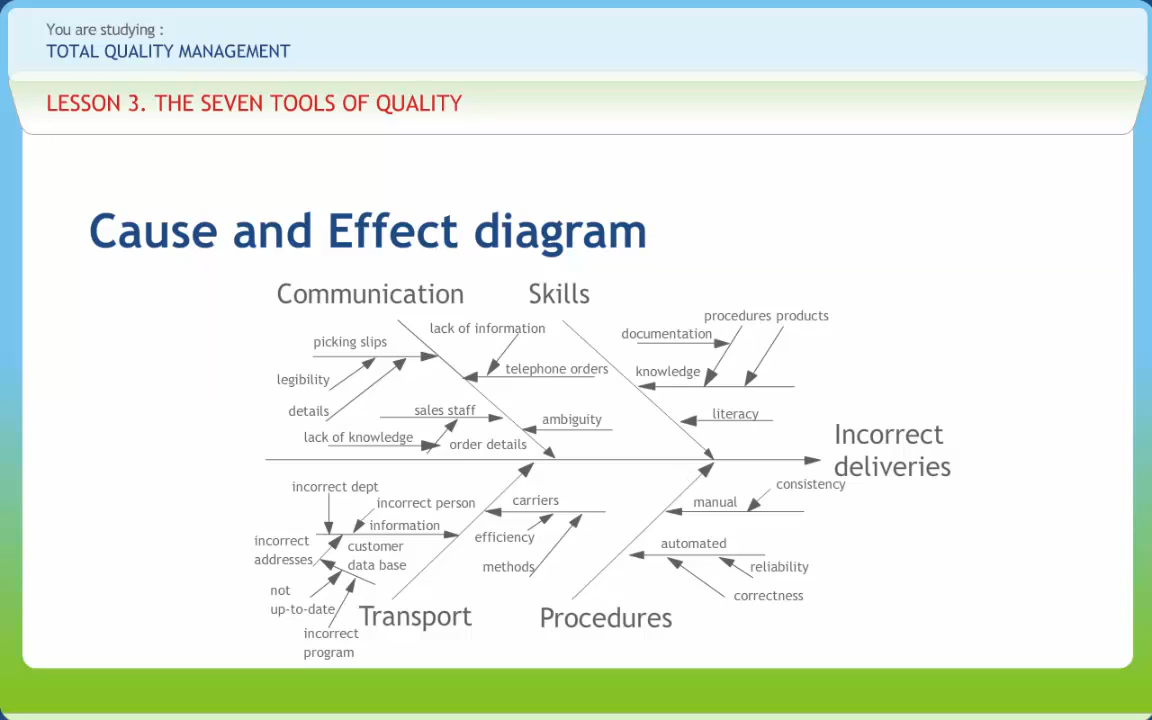 You are studying :
TOTAL QUALITY MANAGEMENT
LESSON 3. THE SEVEN TOOLS OF QUALITY
Cause and Effect diagram
Communication
Skills
procedures products
lack of information
documentation
picking slips
telephone orders
knowledge
legibility
details
sales staff
ambiguity
literacy
lack of knowledge
order details
Incorrect
deliveries
incorrect dept
consistency
incorrect person
carriers
manual
information
efficiency
incorrect
addresses
customer
data base
automated
methods
reliability
not
up-to-date
correctness
Transport
Procedures
incorrect
program